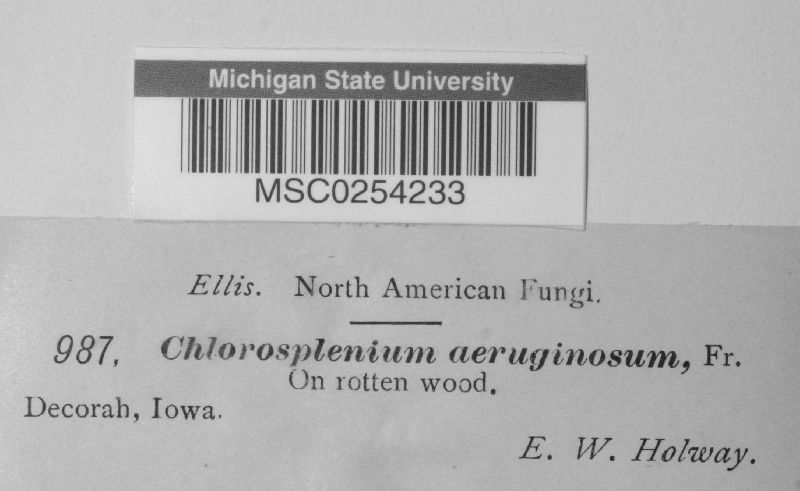 Michigan State University
MSC0254233
Ellis. North American Fungi.
987, Chlorosplenium aeruginosum, Fr.
On rotten wood.
Decorah, Iowa.
E. W. Holway.